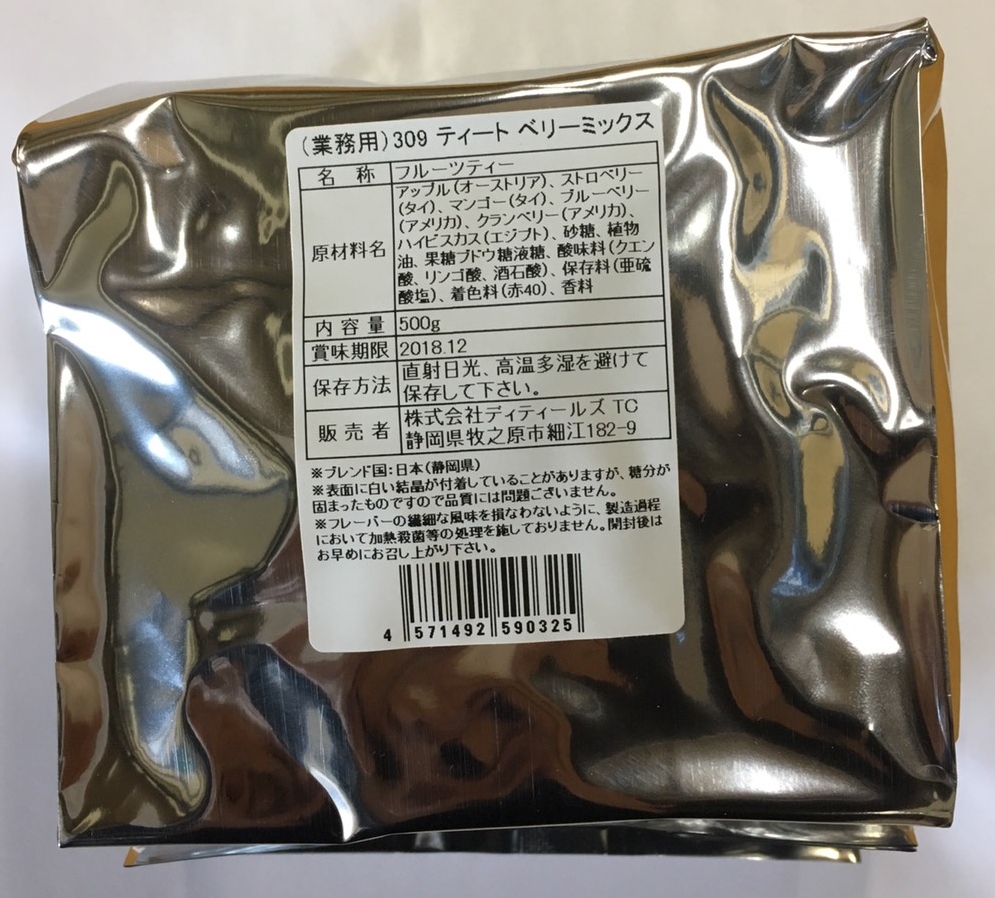 (業務用)309 ティート ベリーミックス
名 称 フルーツティー
原材料名 アップル(オーストリア)、ストロベリー
(タイ)、マンゴー(タイ)、ブルーベリー
(アメリカ)、クランベリー(アメリカ)、
ハイビスカス(エジプト)、砂糖、植物
油、果糖ブドウ糖液糖、酸味料(クエン
酸、リンゴ酸、酒石酸)、保存料(亜硫
酸塩)、着色料(赤40)、香料
内 容 量 500g
賞味期限 2018.12
保存方法 直射日光、高温多湿を避けて
保存して下さい。
販 売 者 株式会社ディティールズ TC
静岡県牧之原市細江182-9
※ブレンド国:日本(静岡県)
※表面に白い結晶が付着していることがありますが、糖分が
固まったものですので品質には問題ございません。
※フレーバーの繊細な風味を損なわないように、製造過程
において加熱殺菌等の処理を施しておりません。開封後は
お早めにお召し上がり下さい。
4 571492 590325